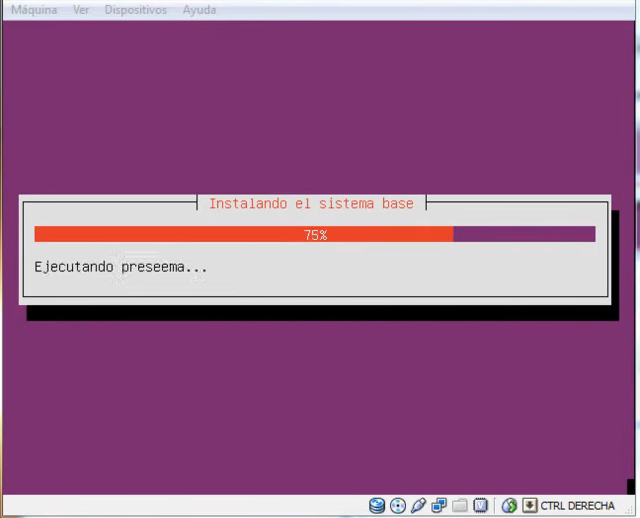 Máquina Ver Dispositivos Ayuda
Instalando el sistema base
75%
Ejecutando preseema...
CTRL DERECHA